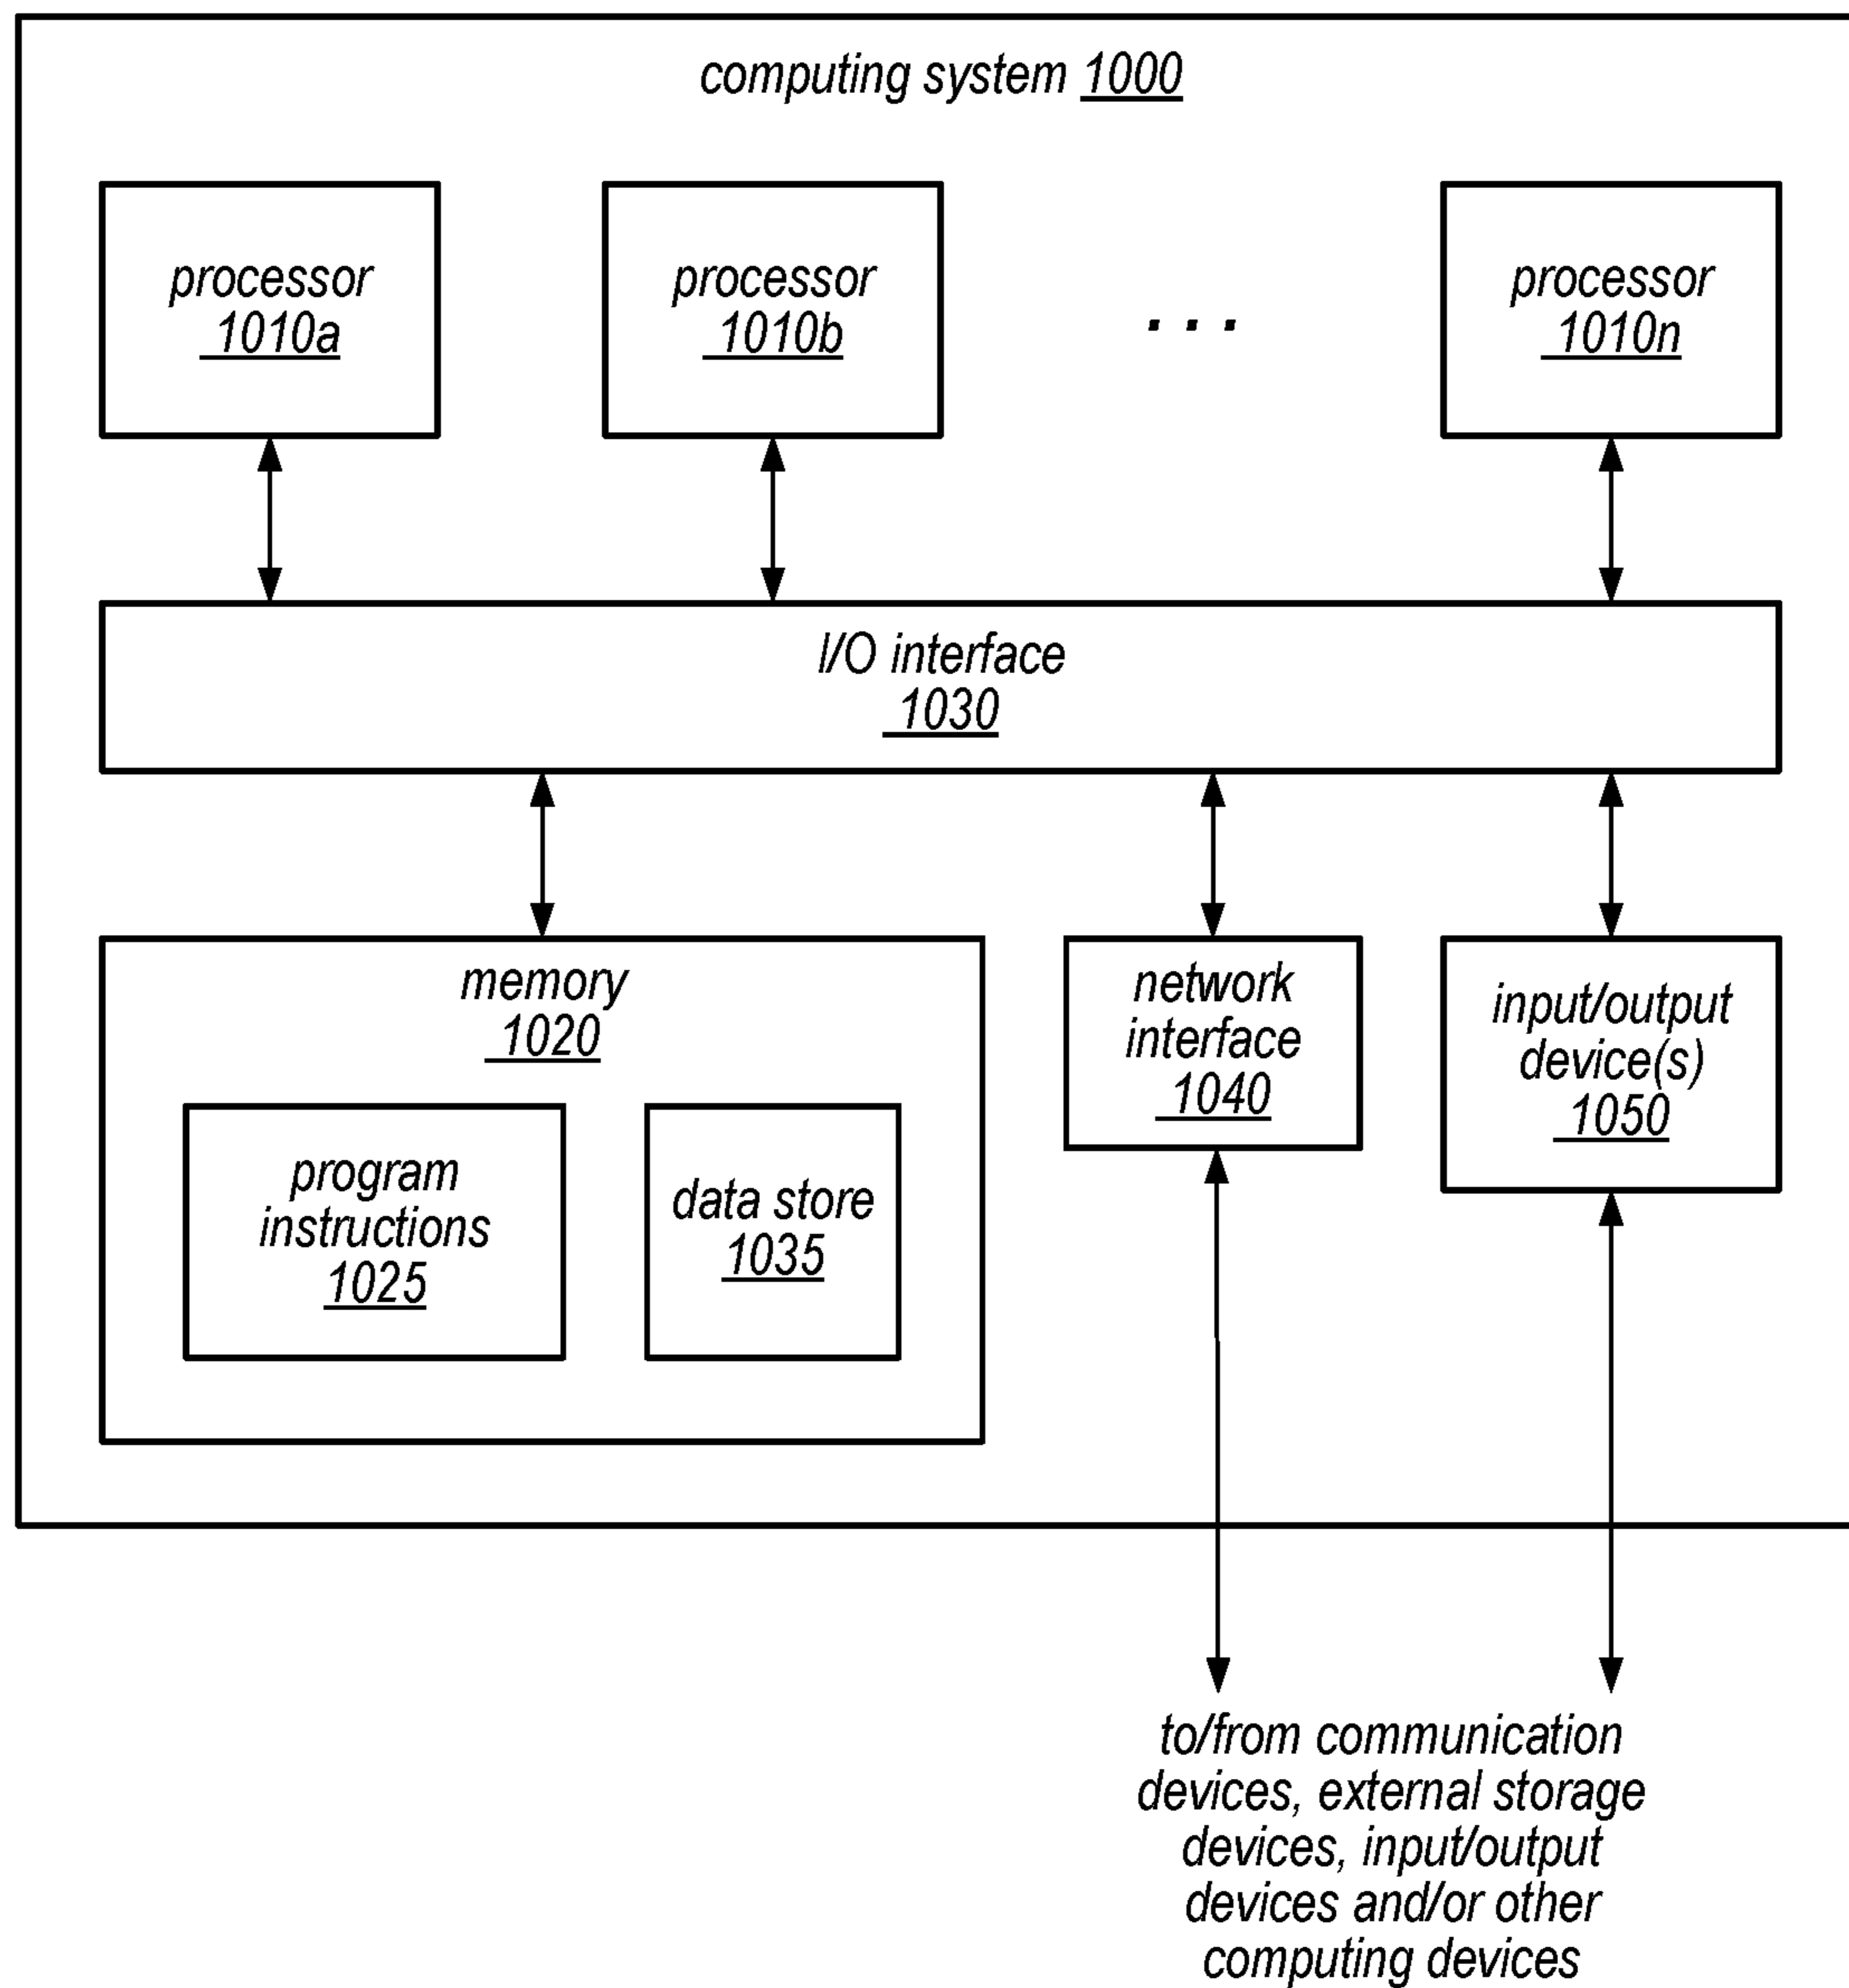 computing system 1000
processor
1010a
processor
1010b
. . .
processor
1010n
I/O interface
1030
memory
1020
program
instructions
1025
data store
1035
network
interface
1040
input/output
device(s)
1050
to/from communication
devices, external storage
devices, input/output
devices and/or other
computing devices